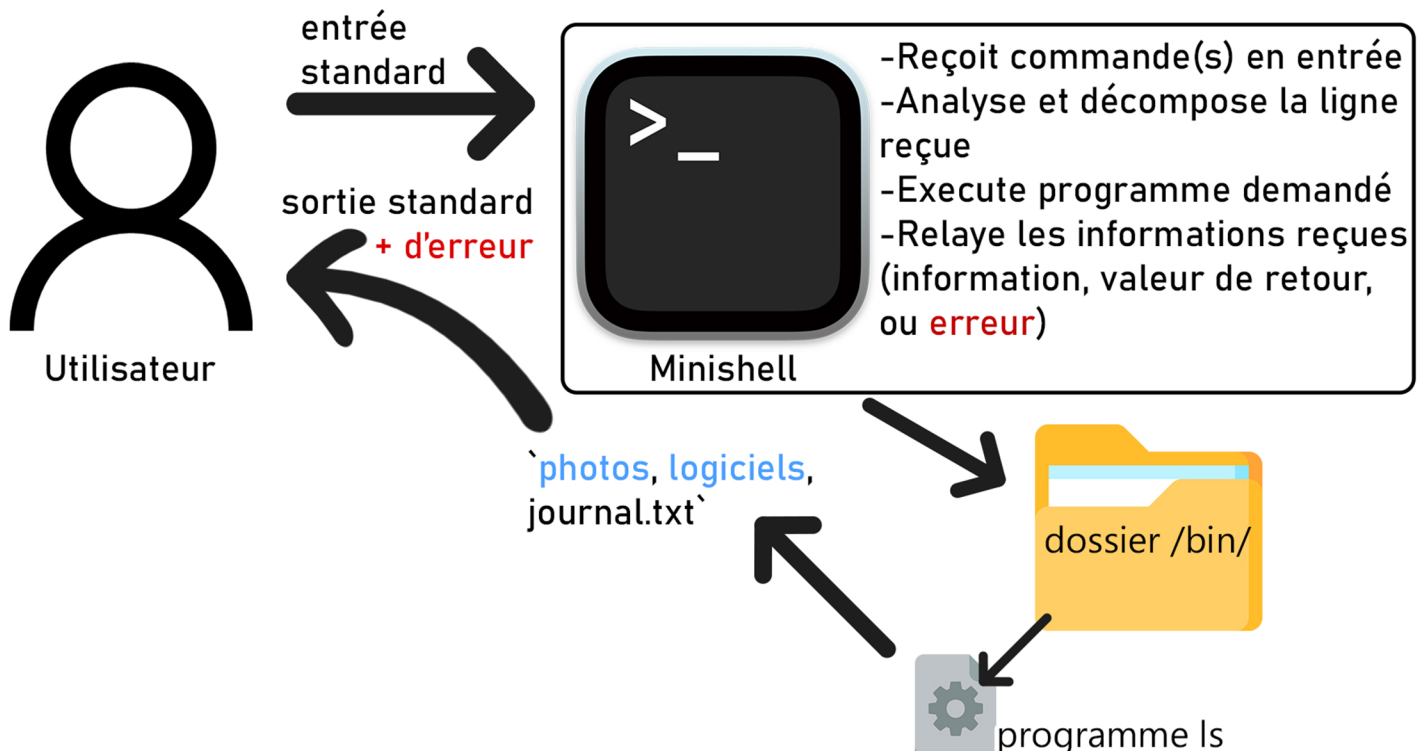 entrée
standard
>_
-Reçoit commande(s) en entrée
-Analyse et décompose la ligne
reçue
-Execute programme demandé
-Relaye les informations reçues
(information, valeur de retour,
ou erreur)
sortie standard
+ d'erreur
Utilisateur
Minishell
`photos, logiciels,
journal.txt`
dossier /bin/
programme ls